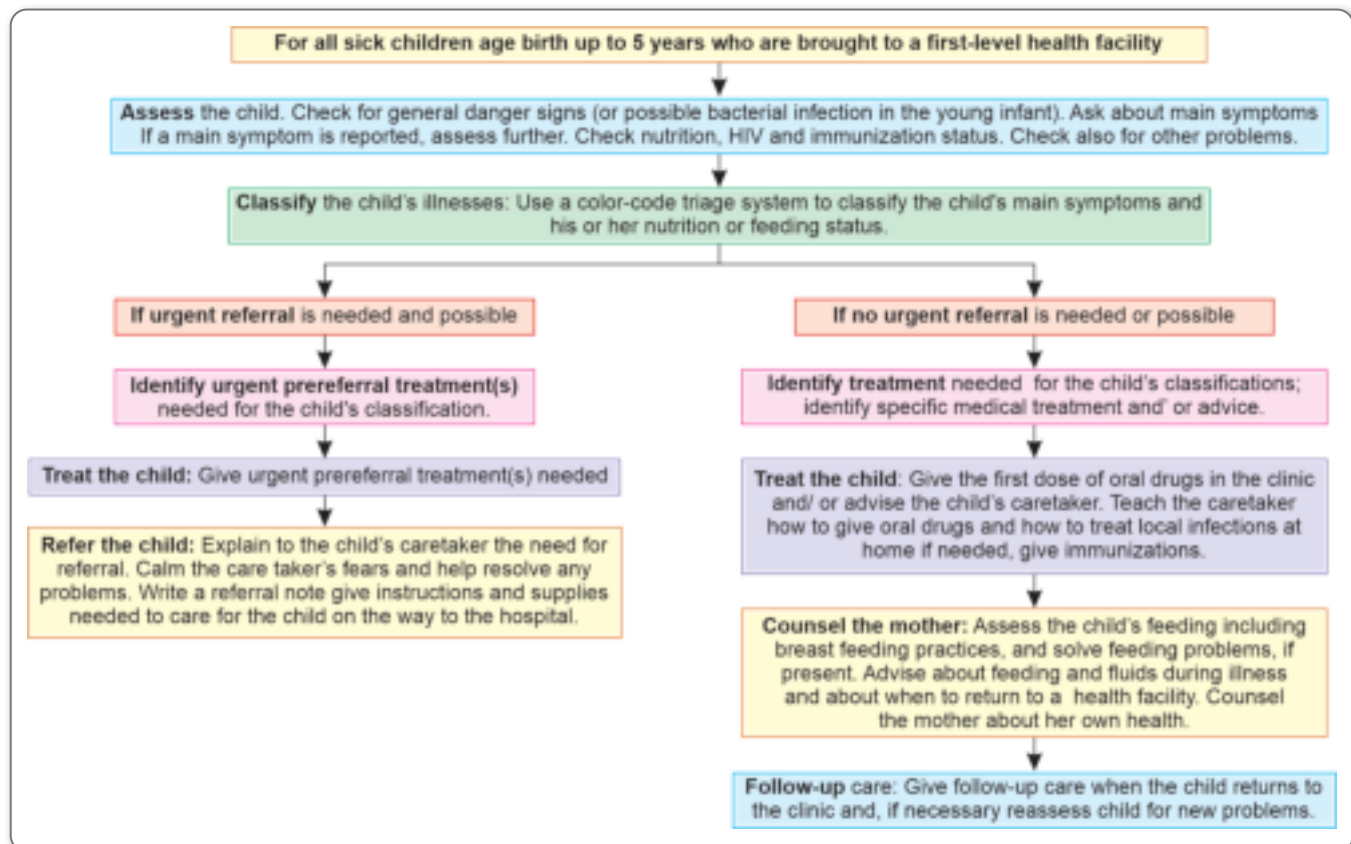 For all sick children age birth up to 5 years who are brought to a first-level health facility
Assess the child. Check for general danger signs (or possible bacterial infection in the young infant). Ask about main symptoms
If a main symptom is reported, assess further. Check nutrition, HIV and immunization status. Check also for other problems.
Classify the child's illnesses: Use a color-code triage system to classify the child's main symptoms and
his or her nutrition or feeding status.
If urgent referral is needed and possible
Identify urgent prereferral treatment(s)
needed for the child's classification.
Treat the child: Give urgent prereferral treatment(s) needed
Refer the child: Explain to the child's caretaker the need for
referral. Calm the care taker's fears and help resolve any
problems. Write a referral note give instructions and supplies
needed to care for the child on the way to the hospital.
If no urgent referral is needed or possible
Identify treatment needed for the child's classifications;
identify specific medical treatment and' or advice.
Treat the child: Give the first dose of oral drugs in the clinic
and/ or advise the child's caretaker. Teach the caretaker
how to give oral drugs and how to treat local infections at
home if needed, give immunizations.
Counsel the mother: Assess the child's feeding including
breast feeding practices, and solve feeding problems, if
present. Advise about feeding and fluids during illness
and about when to return to a health facility. Counsel
the mother about her own health.
Follow-up care: Give follow-up care when the child returns to
the clinic and, if necessary reassess child for new problems.